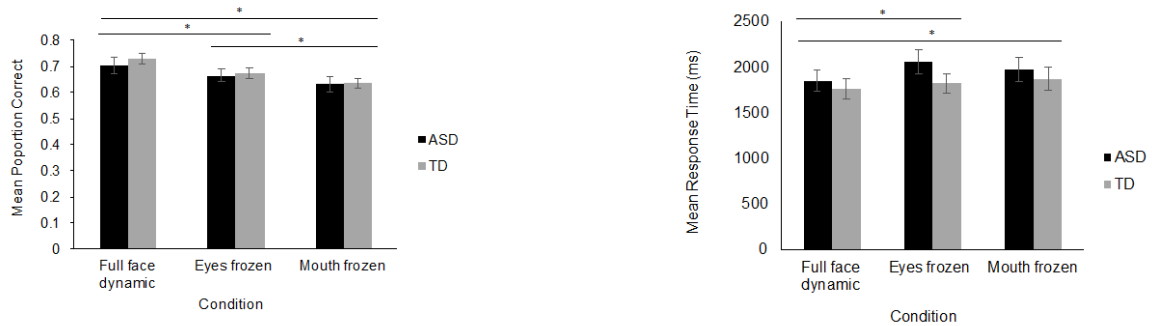 *
*
*
0.8
0.7
0.6
0.5
0.4
0.3
0.2
0.1
0
Mean Poportion Correct
Full face
dynamic
Eyes frozen
Mouth frozen
Condition
ASD
TD
*
*
2500
2000
1500
1000
500
0
Mean Response Time (ms)
Full face
dynamic
Eyes frozen
Mouth frozen
Condition
ASD
TD